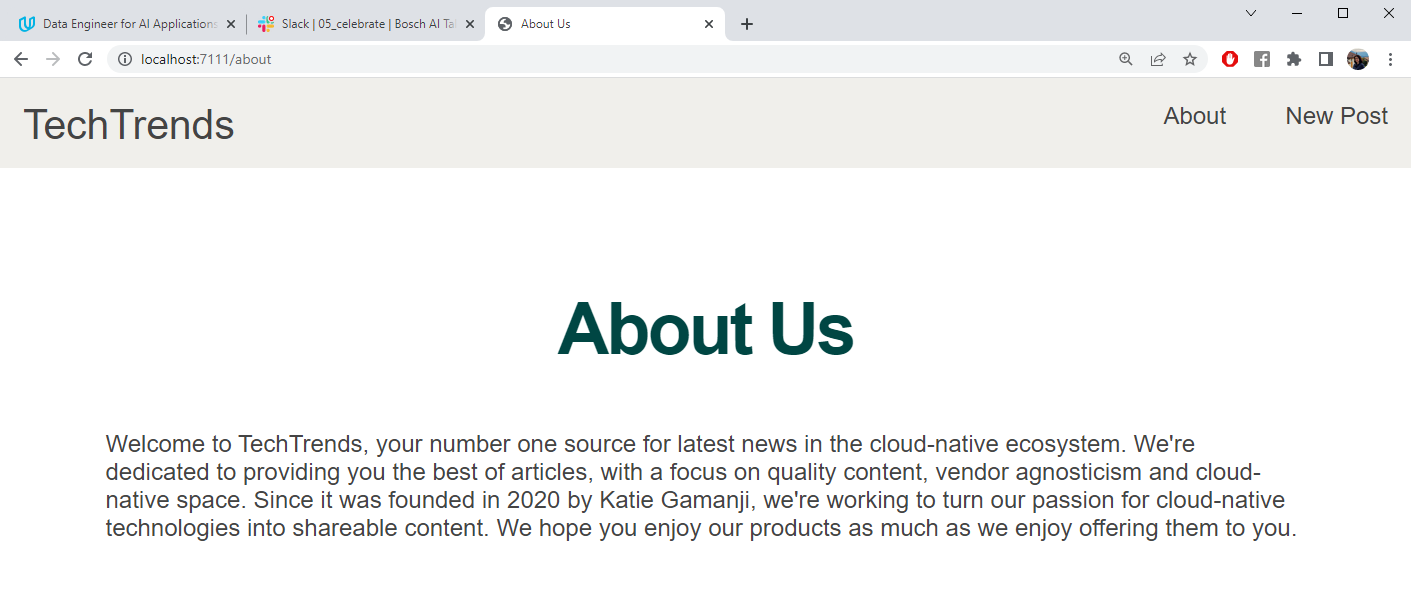 Data Engineer for AI Applications
Slack | 05_celebrate | Bosch AI Tal
About Us
localhost:7111/about
TechTrends
About
New Post
About Us
Welcome to TechTrends, your number one source for latest news in the cloud-native ecosystem. We're
dedicated to providing you the best of articles, with a focus on quality content, vendor agnosticism and cloud-
native space. Since it was founded in 2020 by Katie Gamanji, we're working to turn our passion for cloud-native
technologies into shareable content. We hope you enjoy our products as much as we enjoy offering them to you.